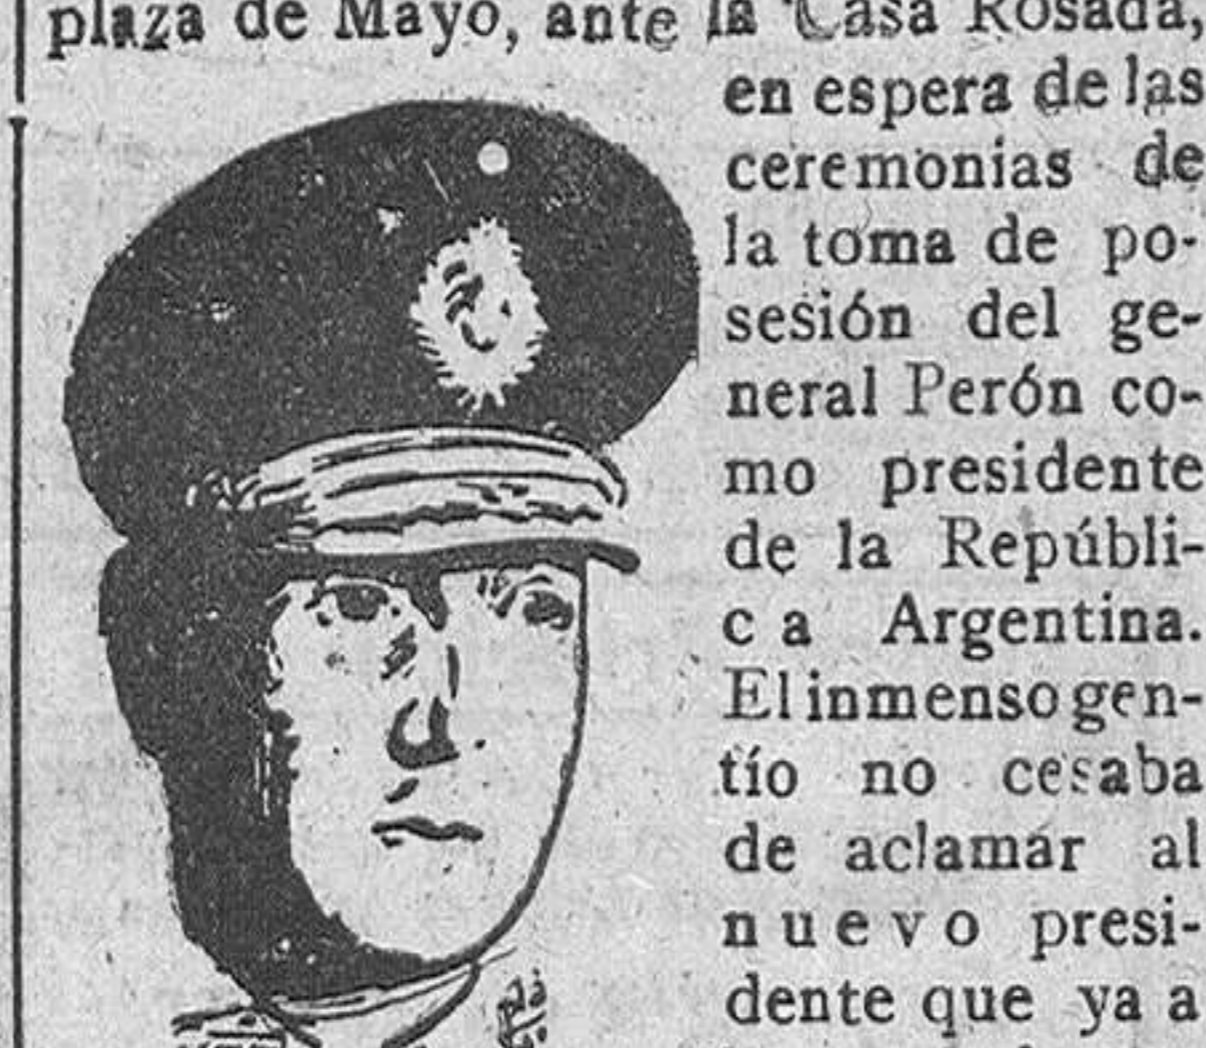 plaza de Mayo, ante la Casa Rosada,
en espera de las
ceremonias de
la toma de po-
sesión del ge-
neral Perón co-
mo presidente
de la Repúbli-
ca Argentina.
El inmenso gen-
tío no cesaba
de aclamar al
nuevo presi-
dente que ya a